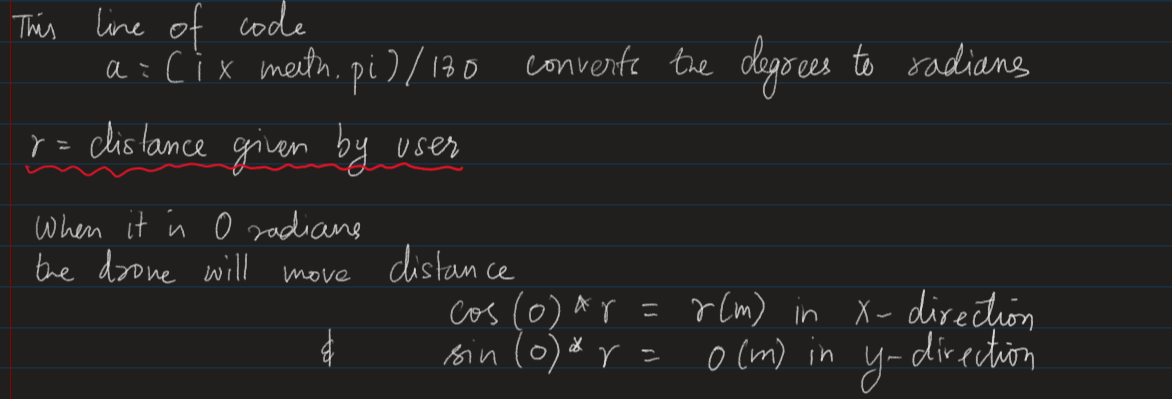 This line of code
a = (i x math.pi)/180 converts the degrees to radians
r = distance given by user
When it is 0 radians
the drone will move distance
cos (0) * r = r(m) in x-direction
& sin (0) * r = 0 (m) in y-direction